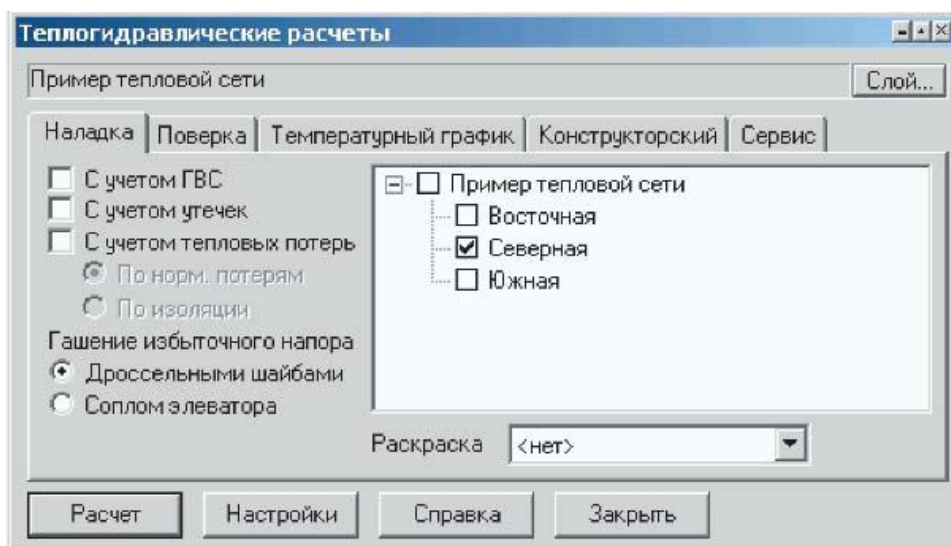 Теплогидравлические расчеты
Пример тепловой сети
Слой...
Наладка Поверка Температурный график Конструкторский Сервис
С учетом ГВС
С учетом утечек
С учетом тепловых потерь
По норм. потерям
По изоляции
Гашение избыточного напора
Дроссельными шайбами
Соплом элеватора
Пример тепловой сети
Восточная
Северная
Южная
Раскраска <нет>
Расчет Настройки Справка Закрыть